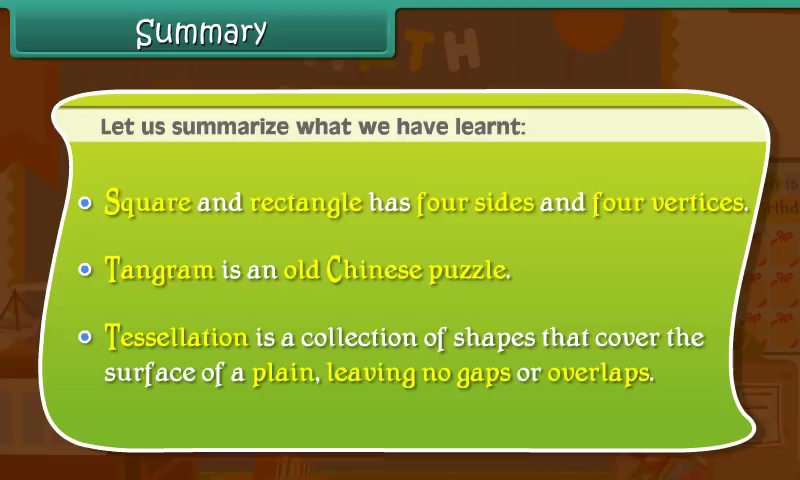 Summary
MATH
Let us summarize what we have learnt:
Square and rectangle has four sides and four vertices.
Tangram is an old Chinese puzzle.
Tessellation is a collection of shapes that cover the
surface of a plain, leaving no gaps or overlaps.